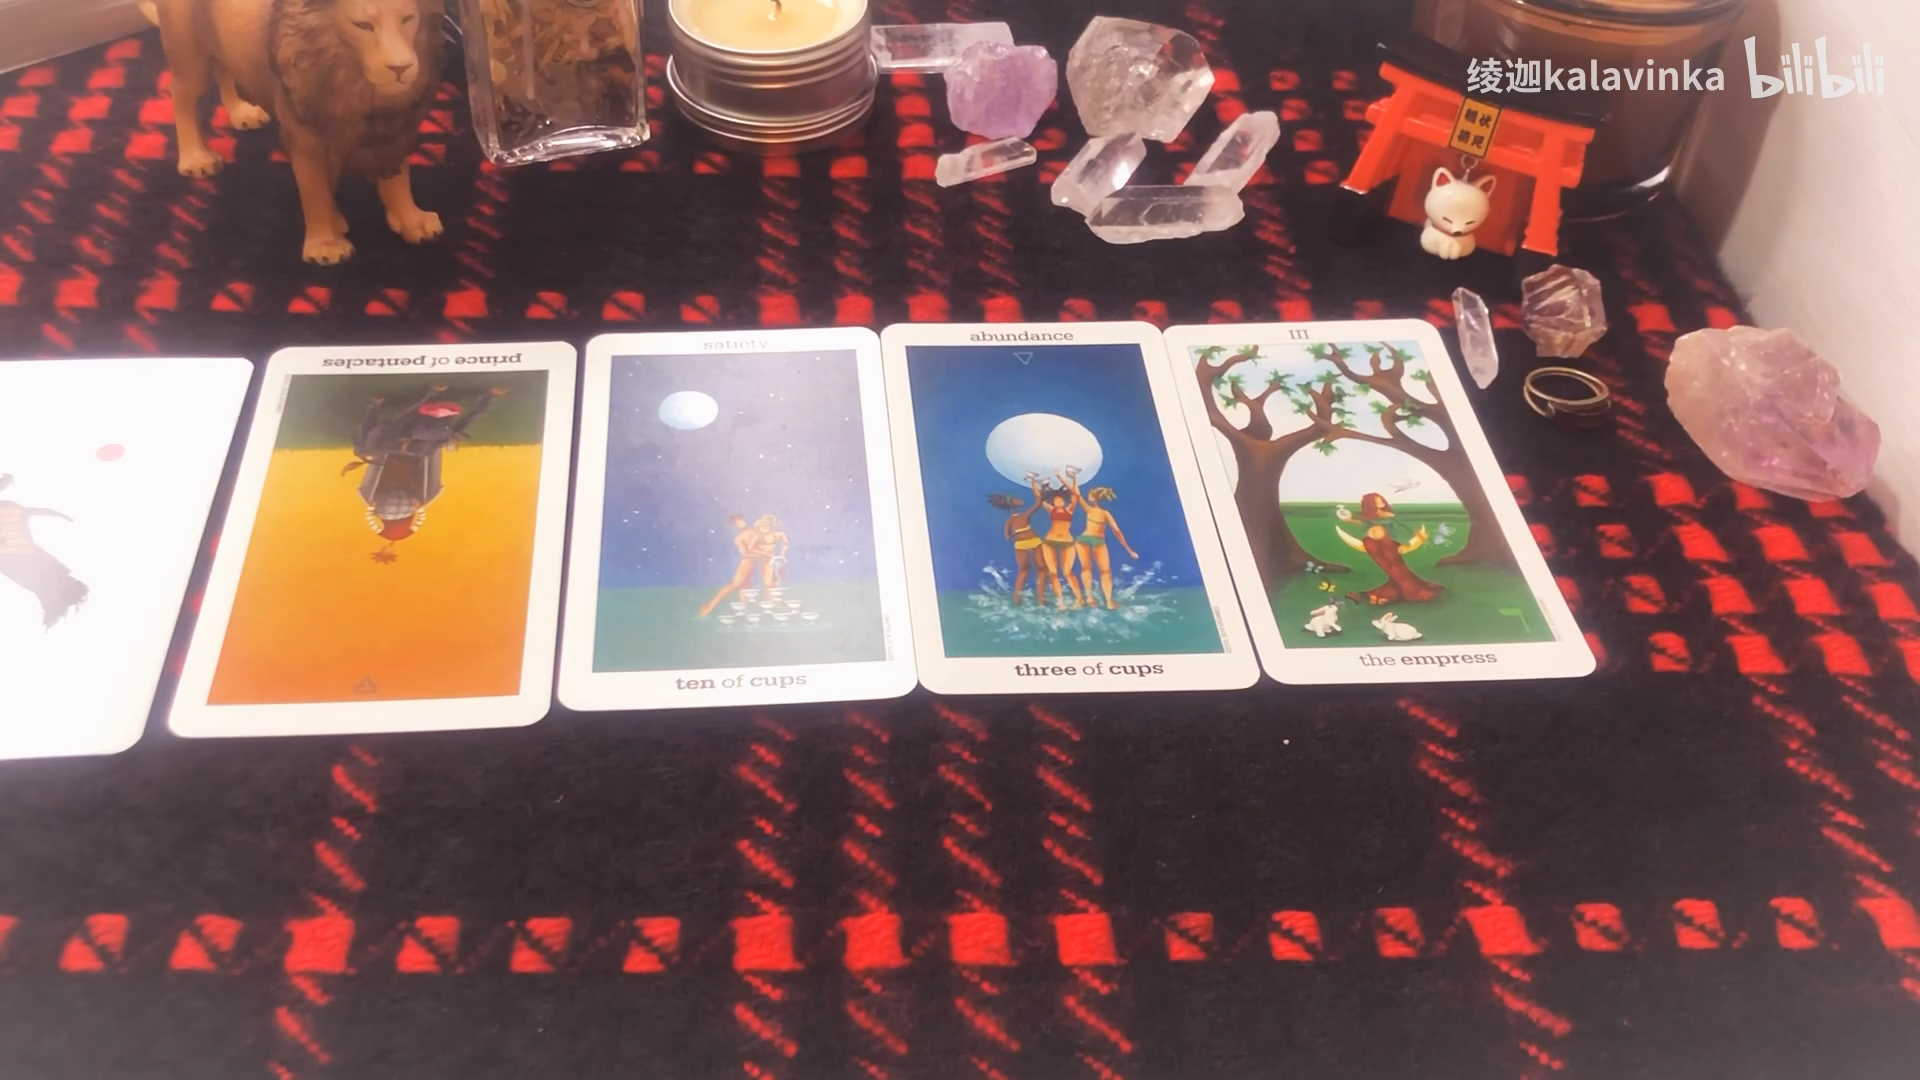 绫迦kalavinka bilibili
prince of pentacles
satiety
ten of cups
abundance
three of cups
III
the empress